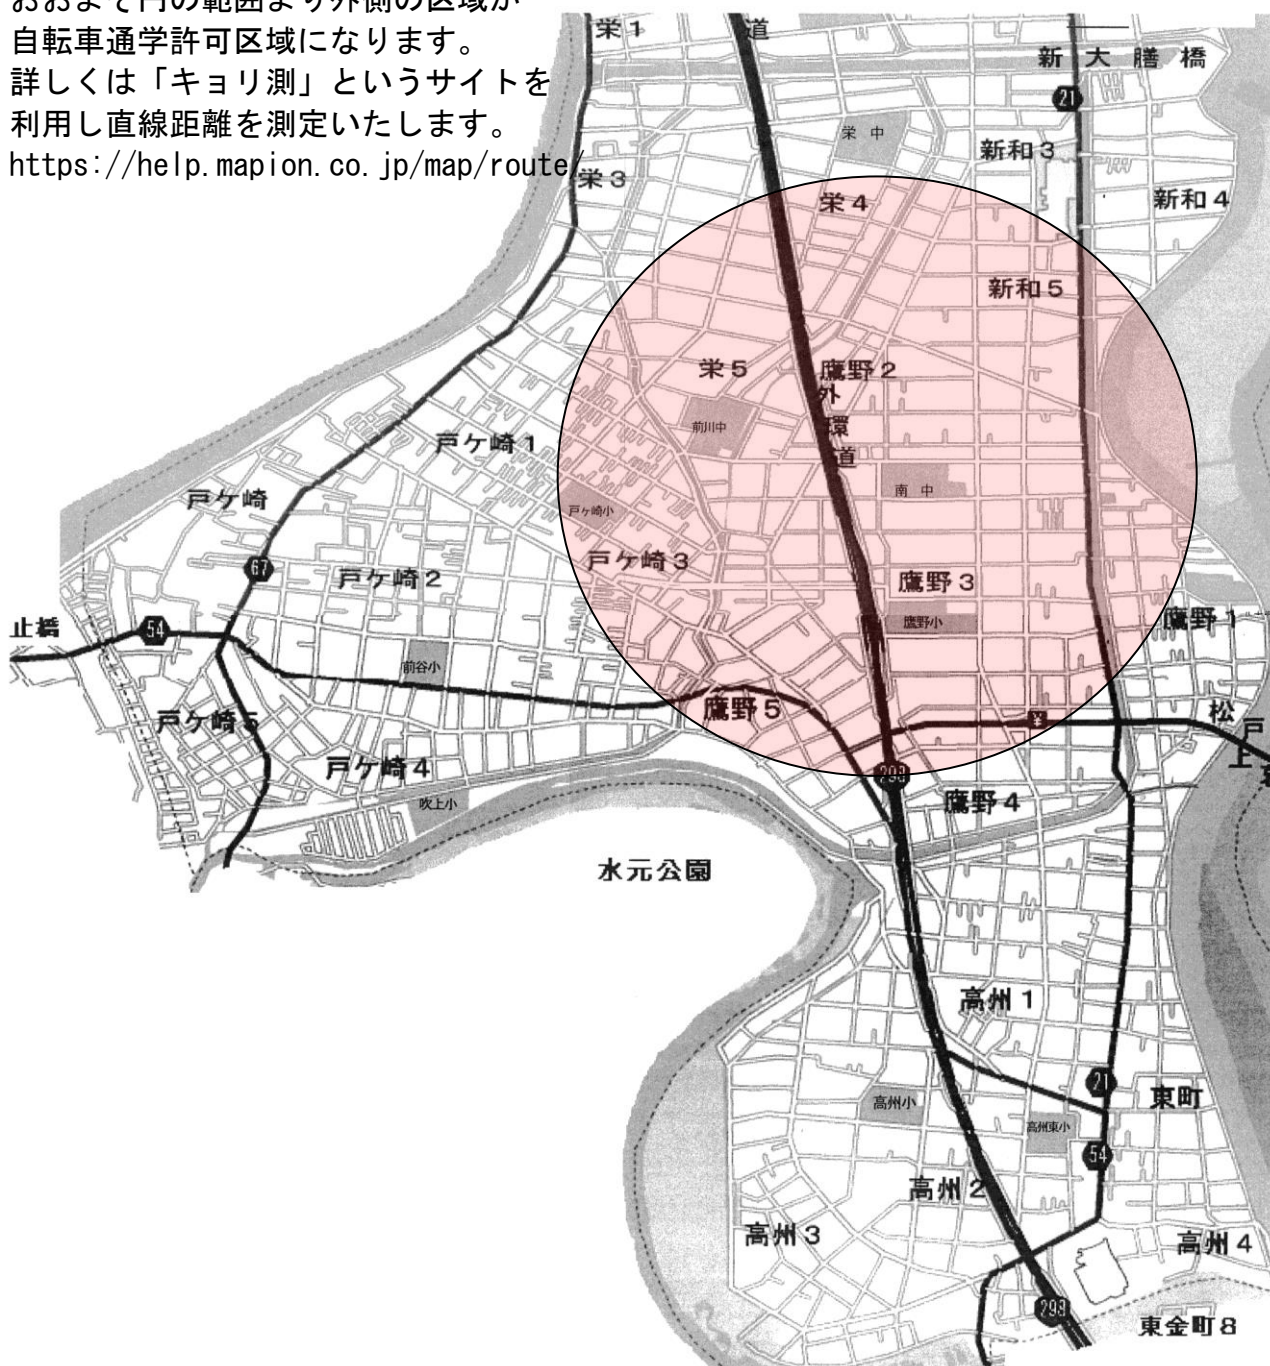 おおよそ円の範囲より外側の区域が
自転車通学許可区域になります。
詳しくは「キョリ測」というサイトを
利用し直線距離を測定いたします。
https://help.mapion.co.jp/map/route/
栄1
道
新大膳橋
21
栄中
新和3
栄3
栄4
新和4
新和5
栄5
鷹野2
外環道
前川中
戸ケ崎1
南中
戸ケ崎
戸ヶ崎小
戸ケ崎3
67
戸ケ崎2
鷹野3
鷹野小
鷹野1
止橋
54
前谷小
戸ケ崎5
鷹野5
¥
松
戸
上
戸ケ崎4
298
吹上小
鷹野4
水元公園
高州1
21
東町
高州小
高州東小
54
高州2
高州3
高州4
298
東金町8